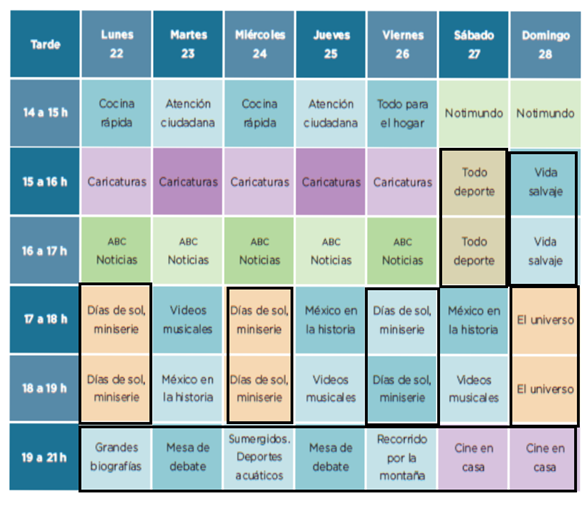 Tarde
Lunes
22
Martes
23
Miércoles
24
Jueves
25
Viernes
26
Sábado
27
Domingo
28
14 a 15 h
Cocina
rápida
Atención
ciudadana
Cocina
rápida
Atención
ciudadana
Todo para
el hogar
Notimundo
Notimundo
15 a 16 h
Caricaturas
Caricaturas
Caricaturas
Caricaturas
Caricaturas
Todo
deporte
Vida
salvaje
16 a 17 h
ABC
Noticias
ABC
Noticias
ABC
Noticias
ABC
Noticias
ABC
Noticias
Todo
deporte
Vida
salvaje
17 a 18 h
Días de sol,
miniserie
Videos
musicales
Días de sol,
miniserie
México en
la historia
Días de sol,
miniserie
México en
la historia
El universo
18 a 19 h
Días de sol,
miniserie
México en
la historia
Días de sol,
miniserie
Videos
musicales
Días de sol,
miniserie
Videos
musicales
El universo
19 a 21 h
Grandes
biografías
Mesa de
debate
Sumergidos.
Deportes
acuáticos
Mesa de
debate
Recorrido
por la
montaña
Cine en
casa
Cine en
casa